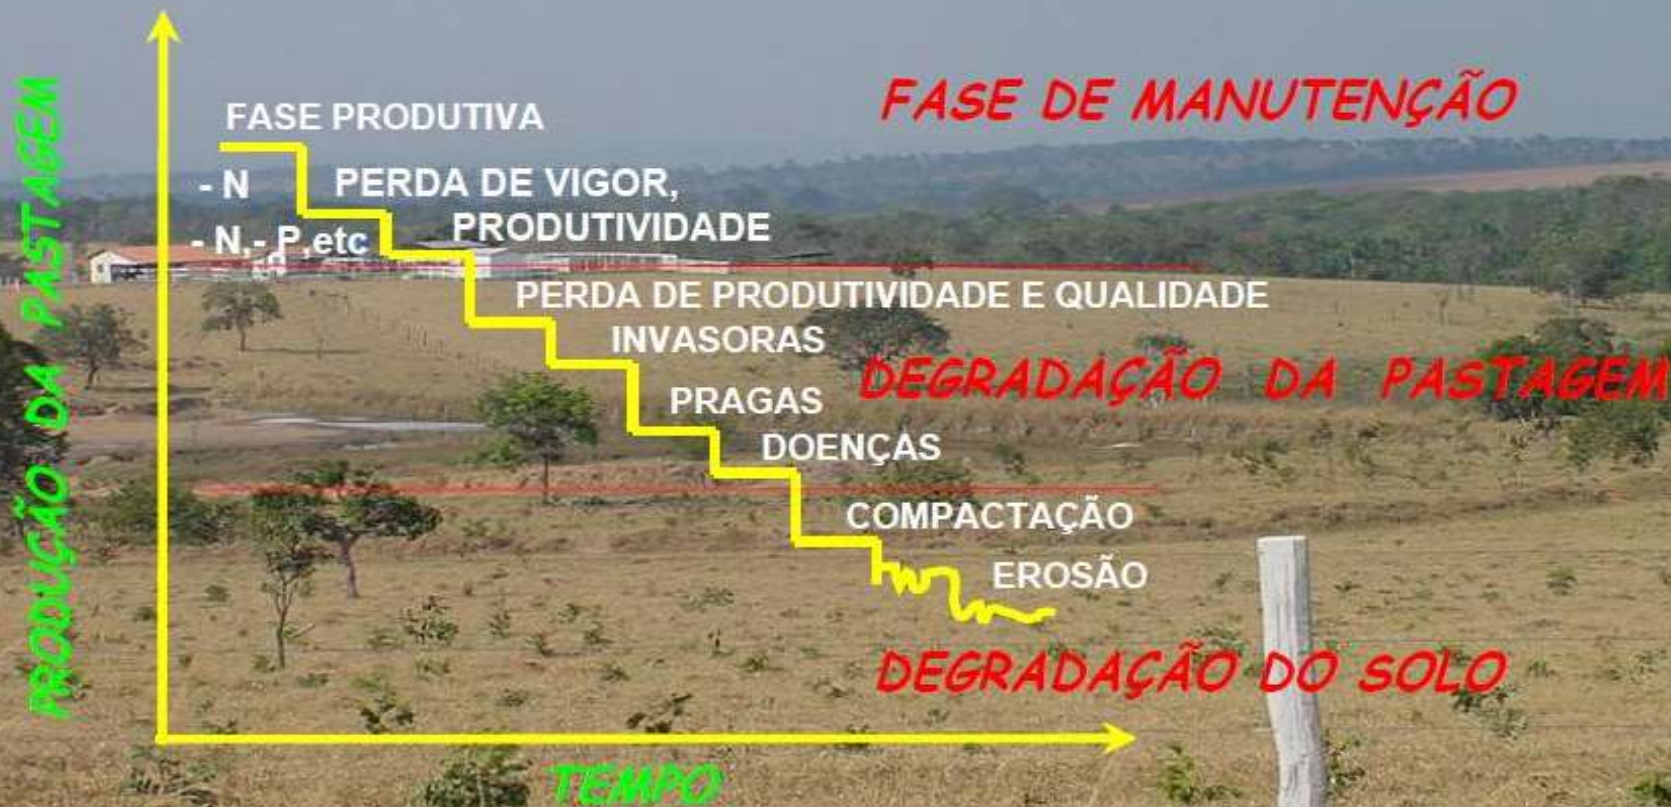 FASE DE MANUTENÇÃO
FASE PRODUTIVA
- N
PERDA DE VIGOR,
PRODUTIVIDADE
- N,- P,etc
PERDA DE PRODUTIVIDADE E QUALIDADE
INVASORAS
DEGRADAÇÃO DA PASTAGEM
PRAGAS
DOENÇAS
COMPACTAÇÃO
EROSÃO
DEGRADAÇÃO DO SOLO
PRODUÇÃO DA PASTAGEM
TEMPO